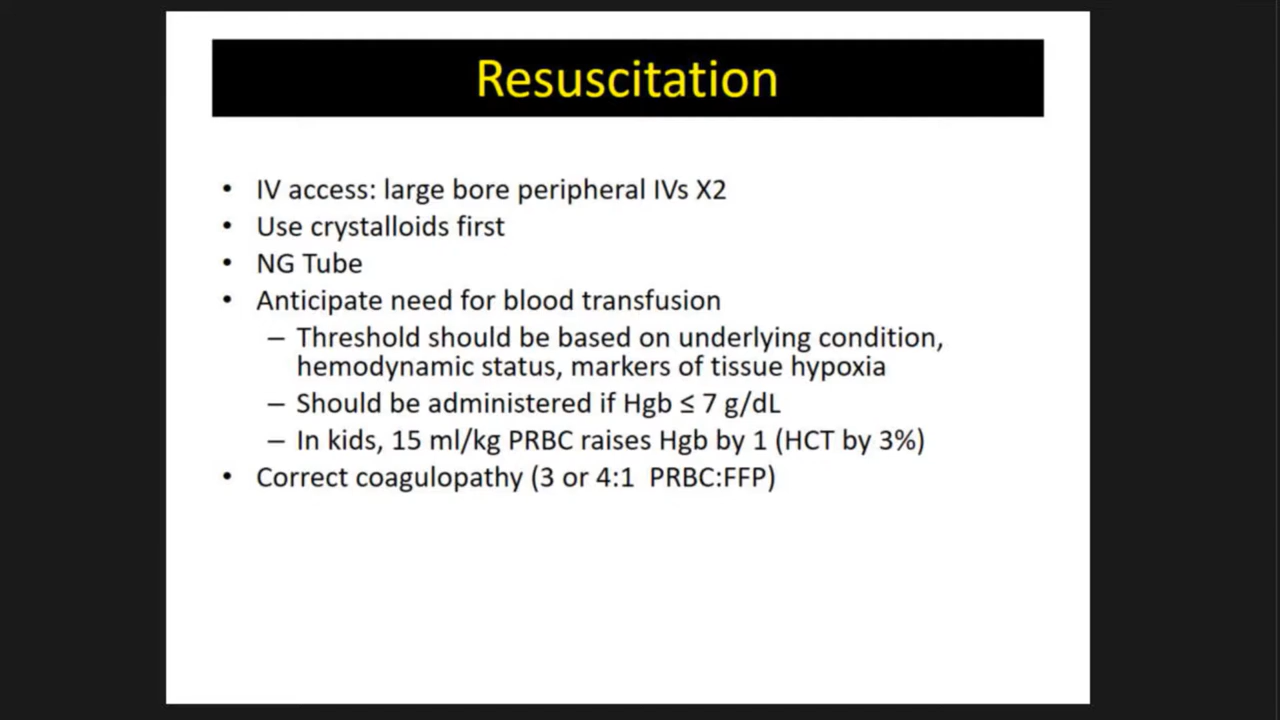 Resuscitation
• IV access: large bore peripheral IVs X2
• Use crystalloids first
• NG Tube
• Anticipate need for blood transfusion
– Threshold should be based on underlying condition,
hemodynamic status, markers of tissue hypoxia
– Should be administered if Hgb ≤ 7 g/dL
– In kids, 15 ml/kg PRBC raises Hgb by 1 (HCT by 3%)
• Correct coagulopathy (3 or 4:1  PRBC:FFP)